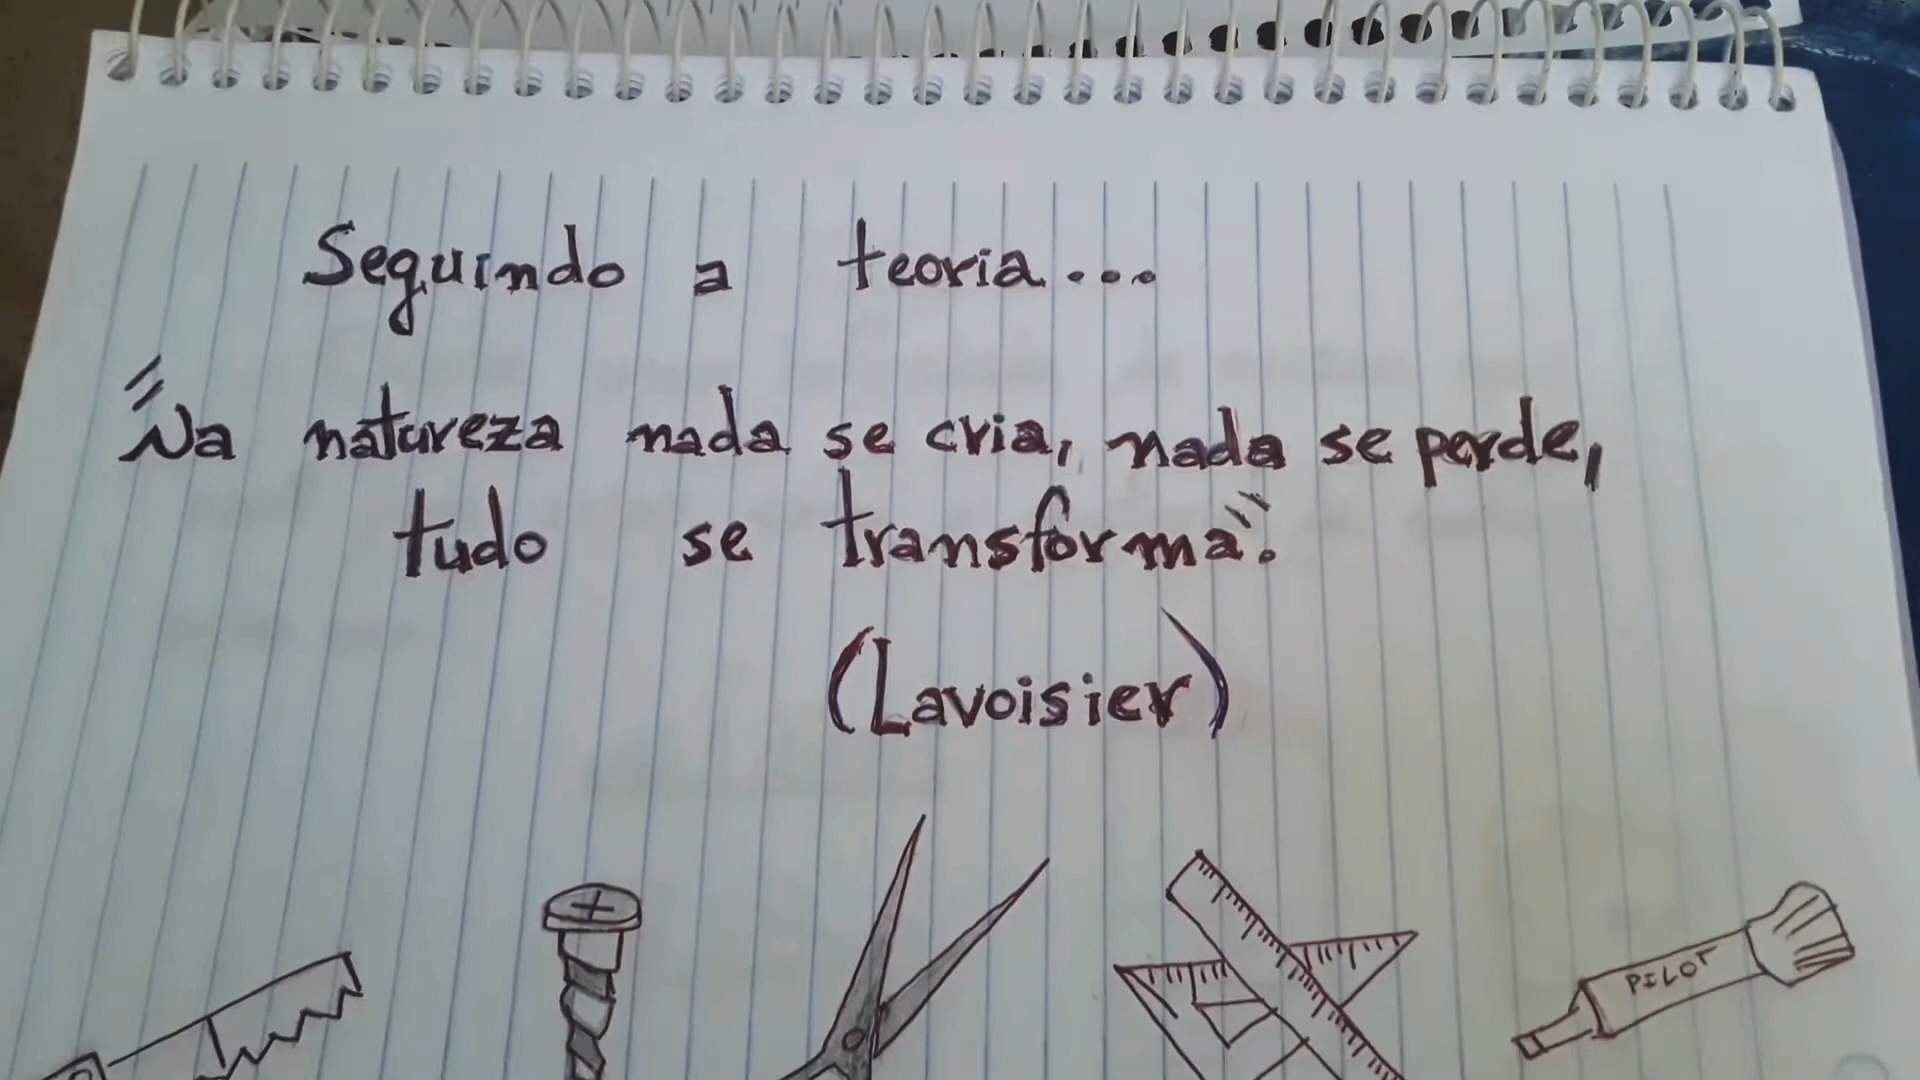 Seguindo a teoria...
"Na natureza nada se cria, nada se perde,
tudo se transforma".
(Lavoisier)
PILOT